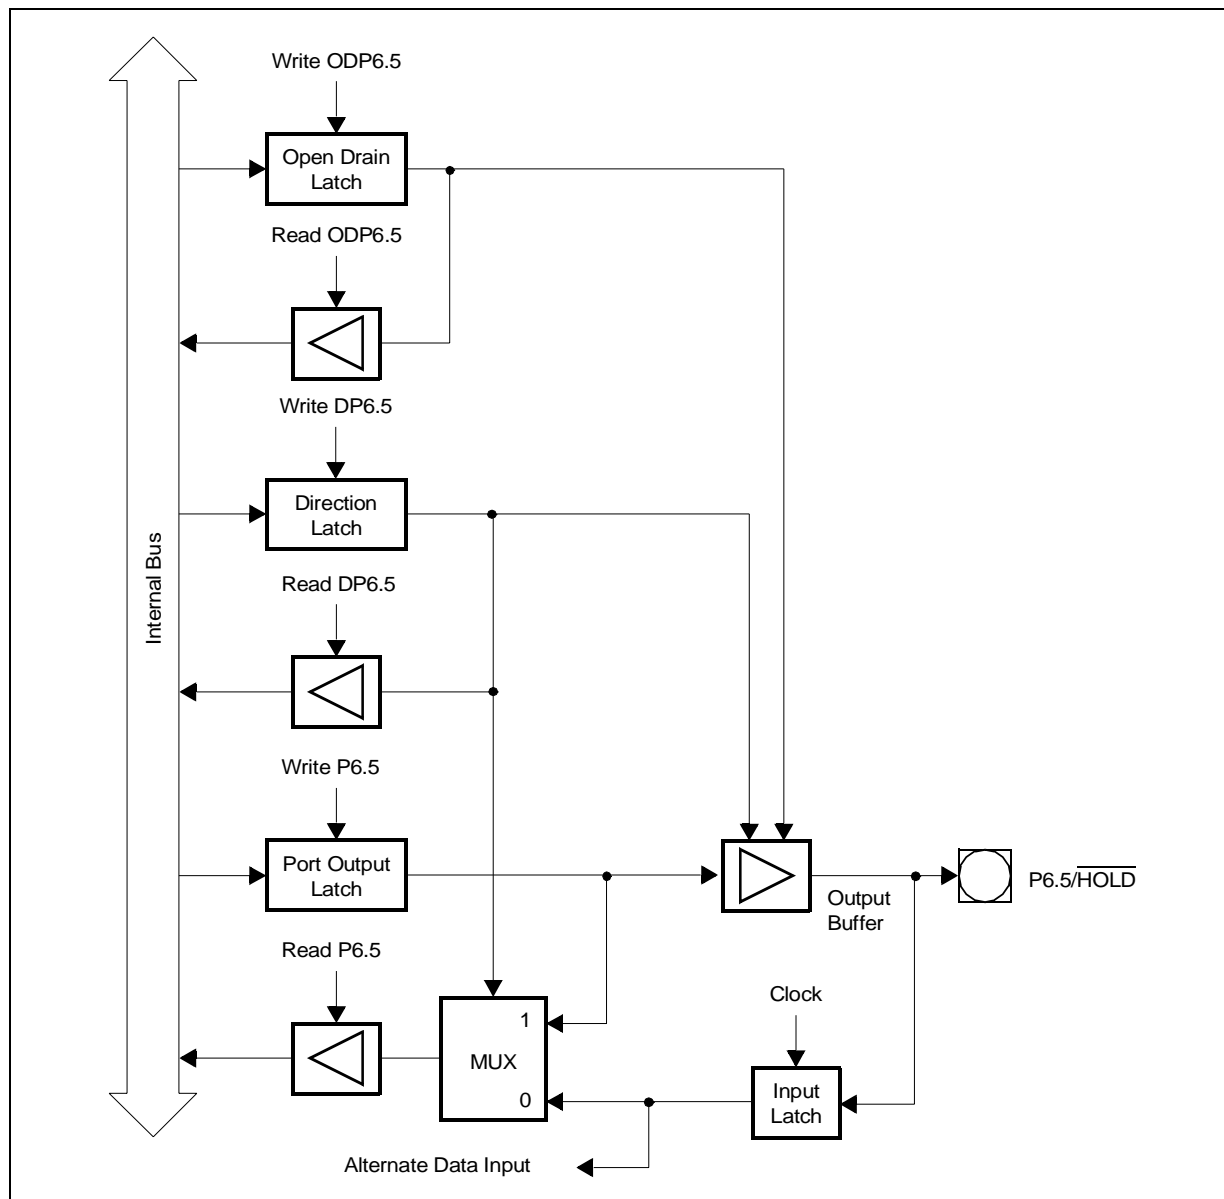 Write ODP6.5
Open Drain
Latch
Read ODP6.5
Write DP6.5
Direction
Latch
Internal Bus
Read DP6.5
Write P6.5
Port Output
Latch
P6.5/HOLD
Output
Buffer
Read P6.5
Clock
1
MUX
0
Input
Latch
Alternate Data Input